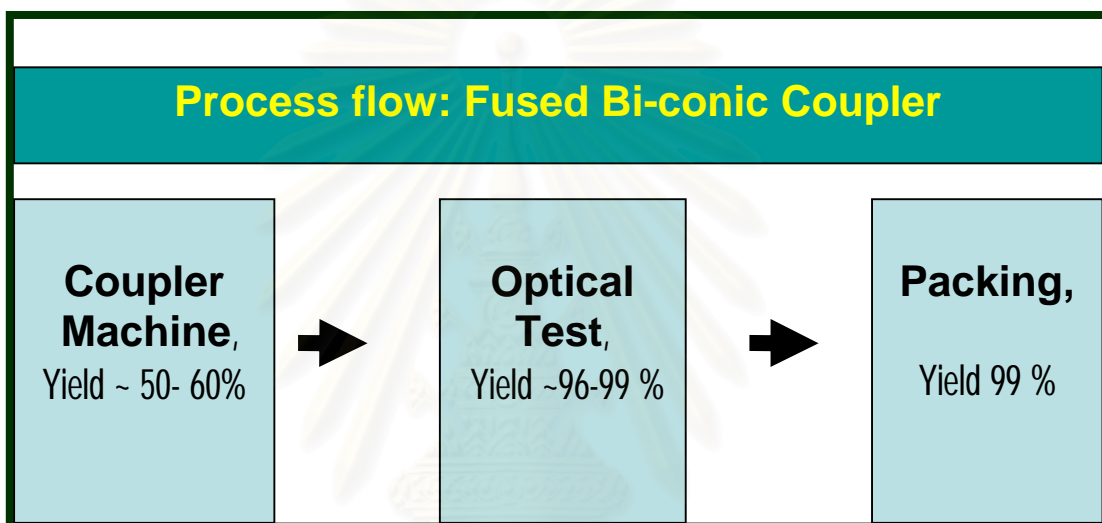 Process flow: Fused Bi-conic Coupler
Coupler
Machine,
Yield ~ 50- 60%
Optical
Test,
Yield ~96-99 %
Packing,
Yield 99 %